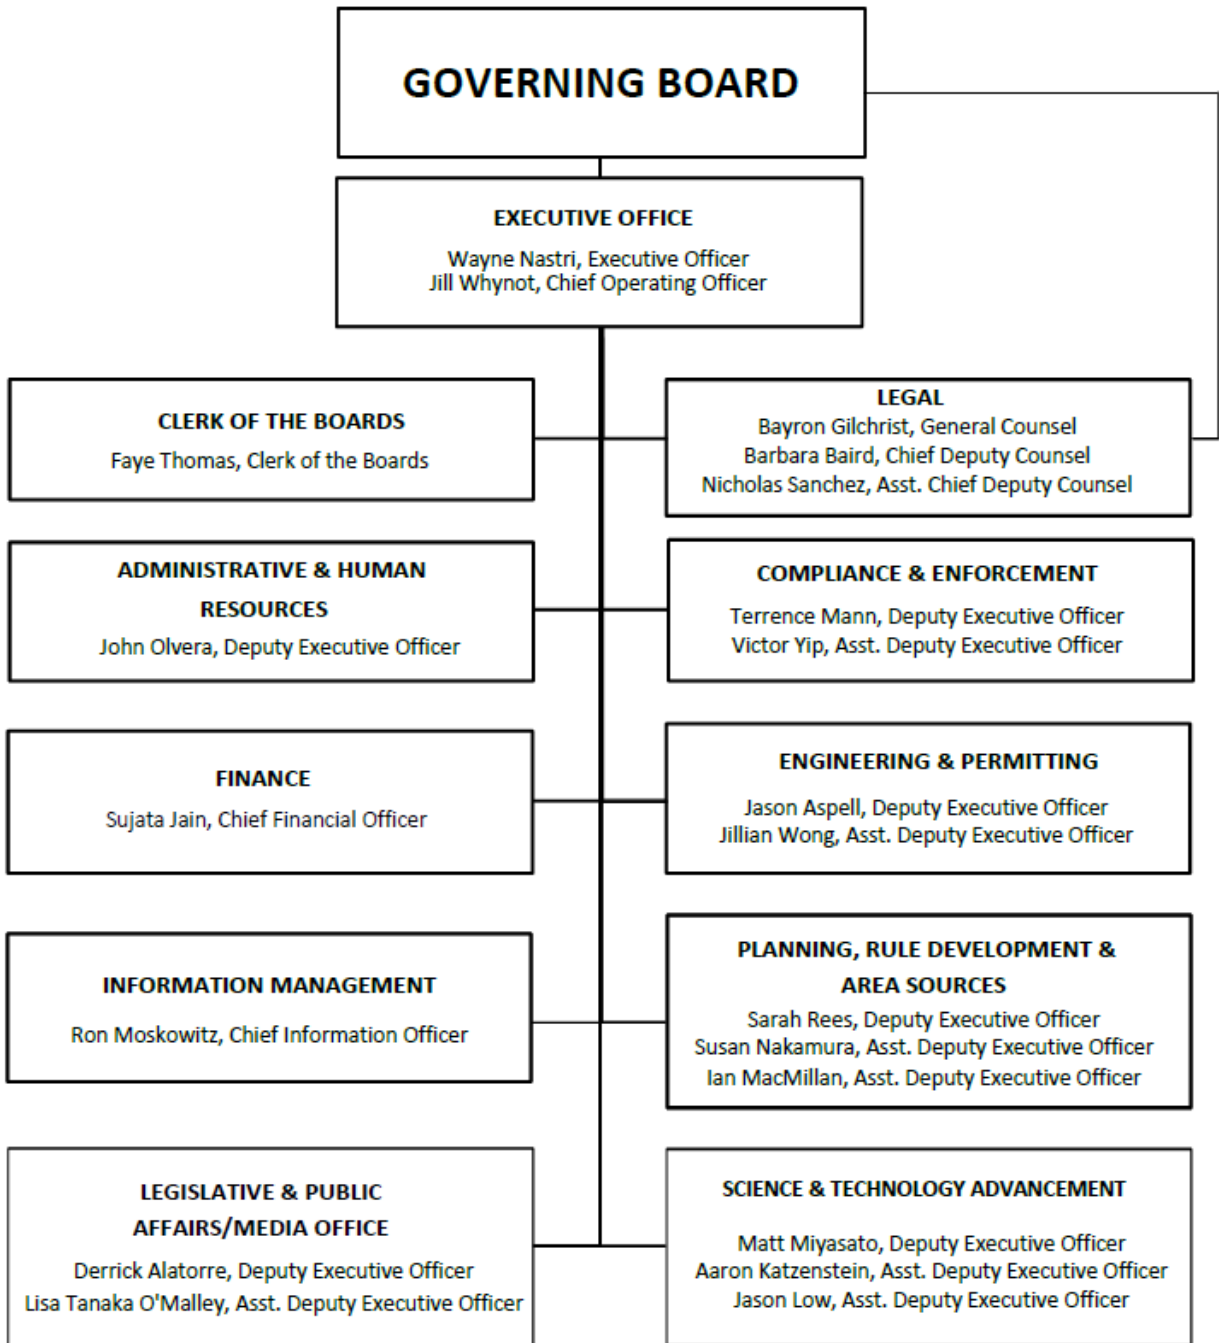 GOVERNING BOARD
EXECUTIVE OFFICE
Wayne Nastri, Executive Officer
Jill Whynot, Chief Operating Officer
CLERK OF THE BOARDS
Faye Thomas, Clerk of the Boards
LEGAL
Bayron Gilchrist, General Counsel
Barbara Baird, Chief Deputy Counsel
Nicholas Sanchez, Asst. Chief Deputy Counsel
ADMINISTRATIVE & HUMAN
RESOURCES
John Olvera, Deputy Executive Officer
COMPLIANCE & ENFORCEMENT
Terrence Mann, Deputy Executive Officer
Victor Yip, Asst. Deputy Executive Officer
FINANCE
Sujata Jain, Chief Financial Officer
ENGINEERING & PERMITTING
Jason Aspell, Deputy Executive Officer
Jillian Wong, Asst. Deputy Executive Officer
INFORMATION MANAGEMENT
Ron Moskowitz, Chief Information Officer
PLANNING, RULE DEVELOPMENT &
AREA SOURCES
Sarah Rees, Deputy Executive Officer
Susan Nakamura, Asst. Deputy Executive Officer
Ian MacMillan, Asst. Deputy Executive Officer
LEGISLATIVE & PUBLIC
AFFAIRS/MEDIA OFFICE
Derrick Alatorre, Deputy Executive Officer
Lisa Tanaka O'Malley, Asst. Deputy Executive Officer
SCIENCE & TECHNOLOGY ADVANCEMENT
Matt Miyasato, Deputy Executive Officer
Aaron Katzenstein, Asst. Deputy Executive Officer
Jason Low, Asst. Deputy Executive Officer